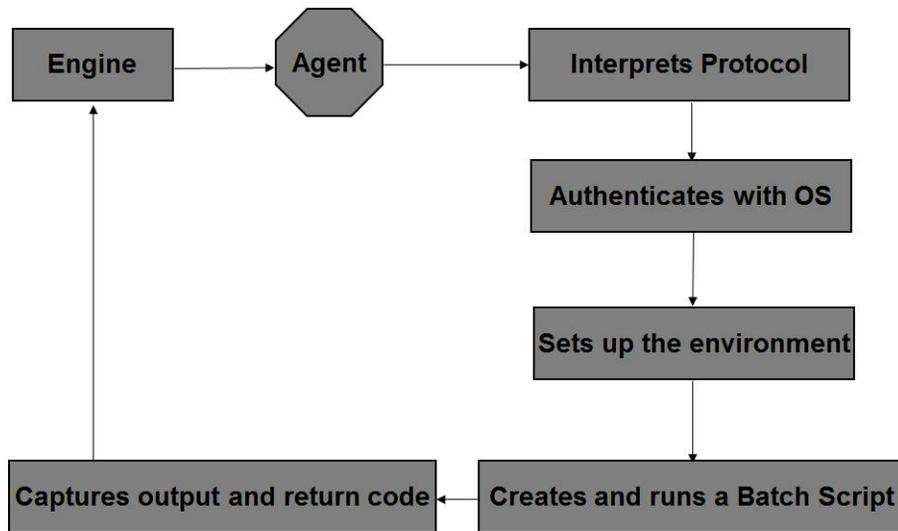 Engine
Agent
Interprets Protocol
Authenticates with OS
Sets up the environment
Creates and runs a Batch Script
Captures output and return code